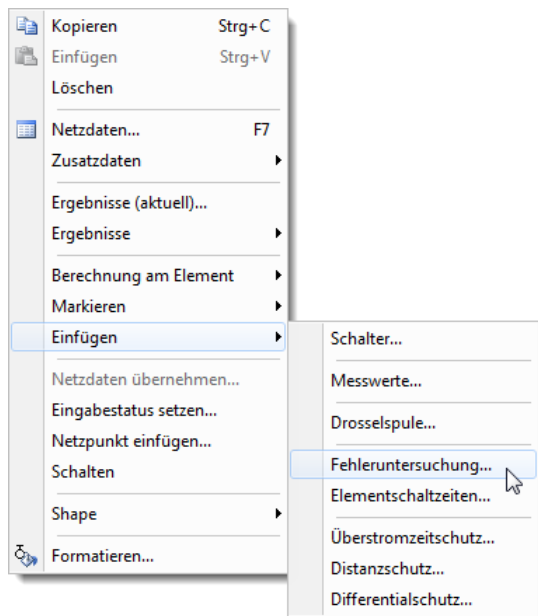 Kopieren Strg+C
Einfügen Strg+V
Löschen
Netzdaten... F7
Zusatzdaten
Ergebnisse (aktuell)...
Ergebnisse
Berechnung am Element
Markieren
Einfügen
Netzdaten übernehmen...
Eingabestatus setzen...
Netzpunkt einfügen...
Schalten
Shape
Formatieren...
Schalter...
Messwerte...
Drosselspule...
Fehleruntersuchung...
Elementschaltzeiten...
Überstromzeitschutz...
Distanzschutz...
Differentialschutz...